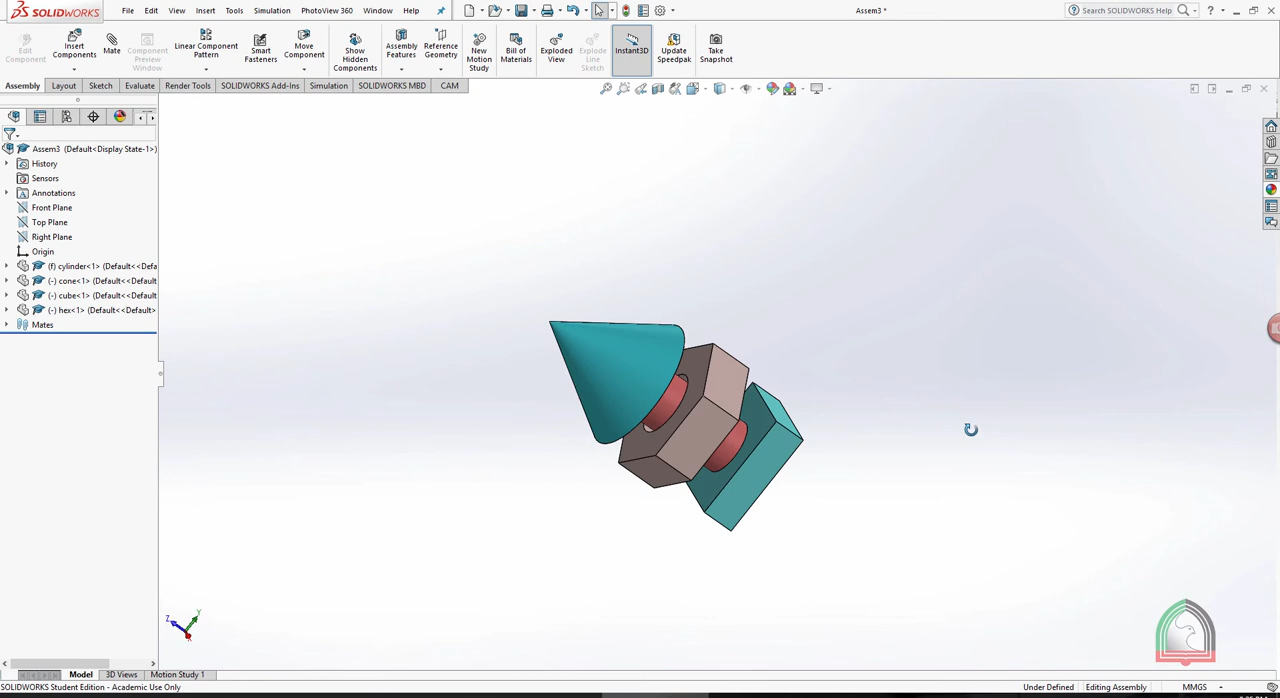 SOLIDWORKS File Edit View Insert Tools Simulation PhotoView 360 Window Help Assem3 * Search SOLIDWORKS Help
Edit Component Insert Components Mate Component Preview Window Linear Component Pattern Smart Fasteners Move Component Show Hidden Components Assembly Features Reference Geometry New Motion Study Bill of Materials Exploded View Explode Line Sketch Instant3D Update Speedpak Take Snapshot
Assembly Layout Sketch Evaluate Render Tools SOLIDWORKS Add-Ins Simulation SOLIDWORKS MBD CAM
Assem3 (Default<Display State-1>)
History
Sensors
Annotations
Front Plane
Top Plane
Right Plane
Origin
(f) cylinder<1> (Default<<Defa
(-) cone<1> (Default<<Default
(-) cube<1> (Default<<Default
(-) hex<1> (Default<<Default>
Mates
Z Y
Model 3D Views Motion Study 1
SOLIDWORKS Student Edition - Academic Use Only Under Defined Editing Assembly MMGS